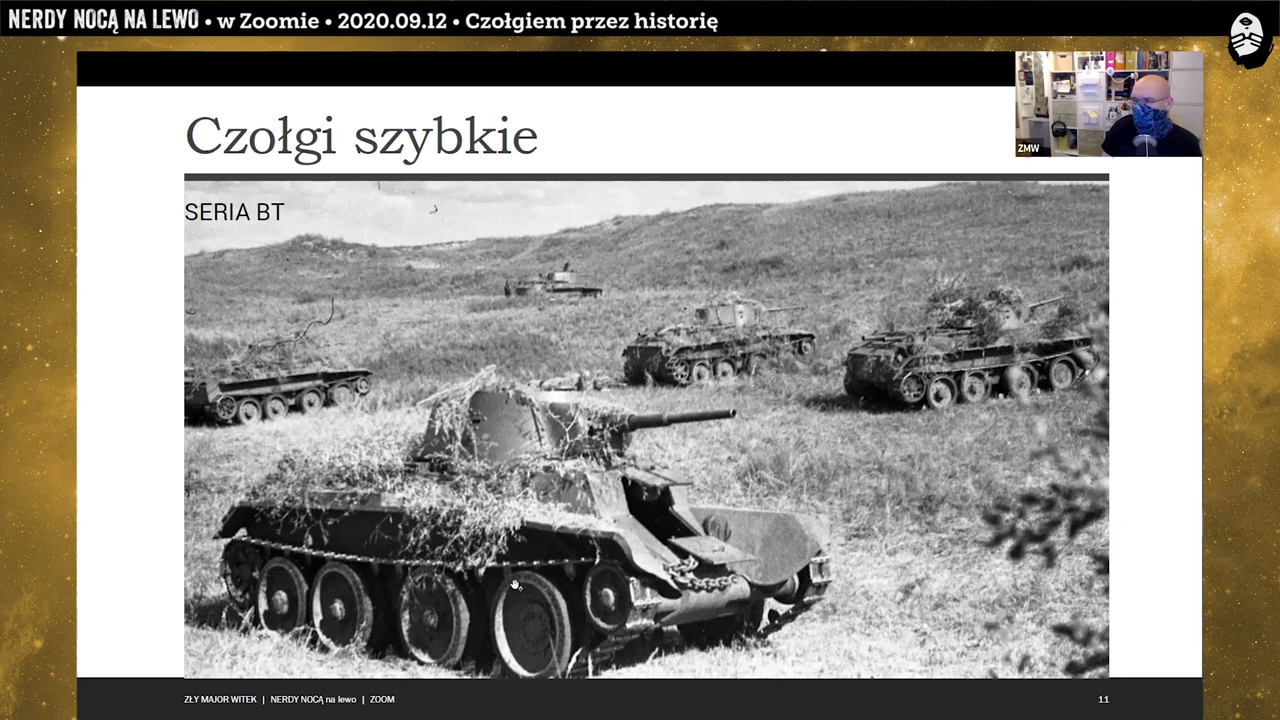 NERDY NOCĄ NA LEWO • w Zoomie • 2020.09.12 • Czołgiem przez historię
Czołgi szybkie
ZMW
SERIA BT
ZŁY MAJOR WITEK | NERDY NOCĄ na lewo | ZOOM
11